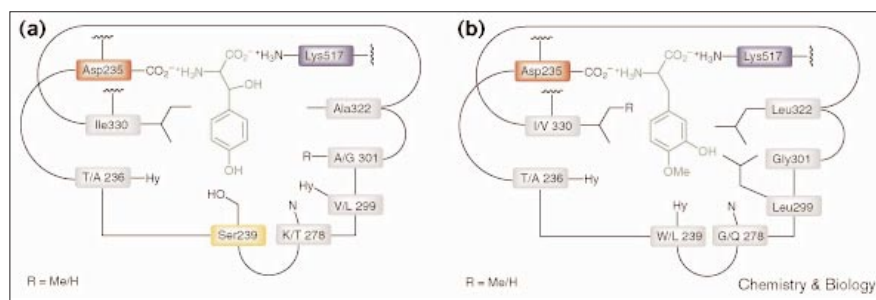 (a)
CO₂⁻ ⁺H₃N
Lys517
Asp235
CO₂⁻ ⁺H₃N
OH
Ile330
Ala322
R
A/G 301
OH
T/A 236
Hy
HO
Hy
N
V/L 299
Ser239
K/T 278
R = Me/H
(b)
CO₂⁻ ⁺H₃N
Lys517
Asp235
CO₂⁻ ⁺H₃N
R
I/V 330
Leu322
OH
Gly301
OMe
T/A 236
Hy
Hy
N
Leu299
W/L 239
G/Q 278
R = Me/H
Chemistry & Biology